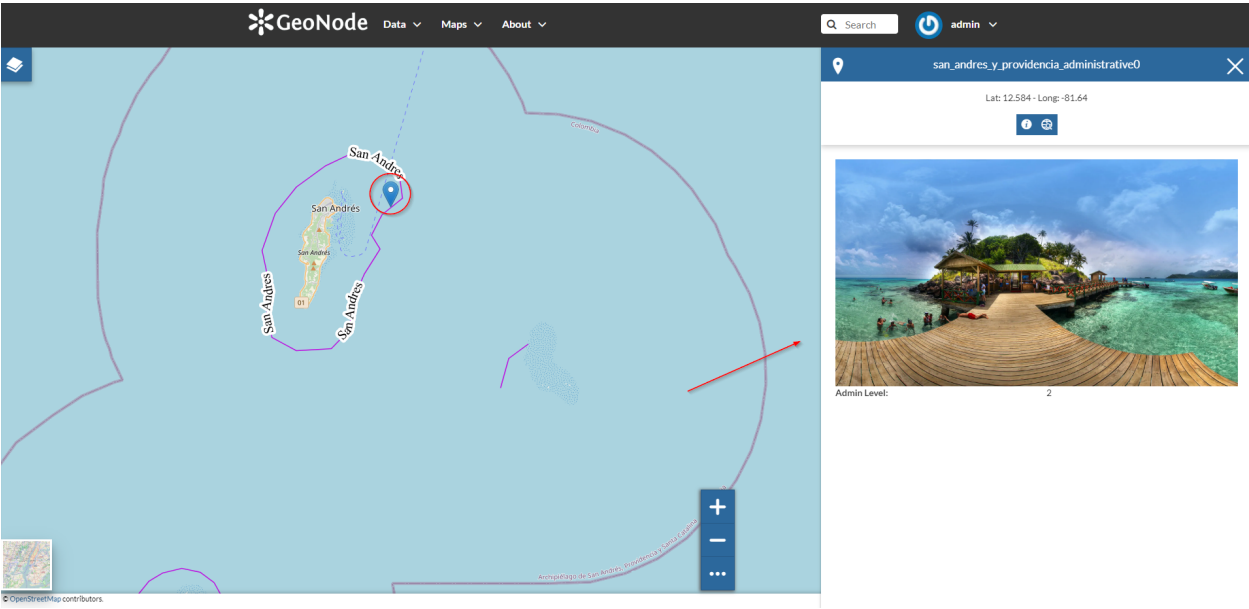 GeoNode Data Maps About Search admin
san_andres_y_providencia_administrative0
Lat: 12.584 - Long: -81.64
Colombia
San Andres
San Andrés
San Andrés
01
San Andres
San Andres
Admin Level: 2
Archipiélago de San Andrés, Providencia y Santa Catalina
© OpenStreetMap contributors.